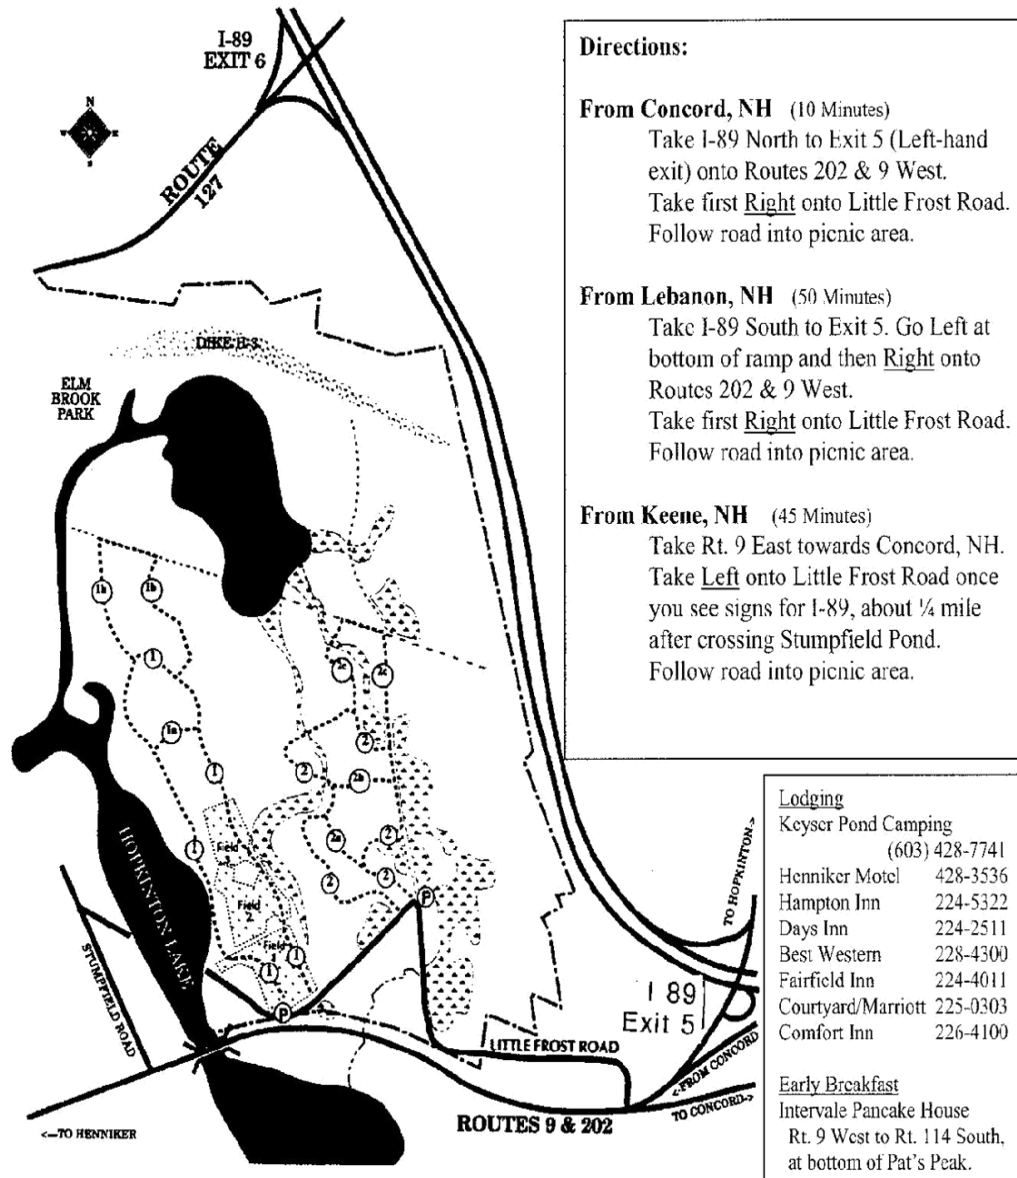 I-89
EXIT 6
N
W
E
S
ROUTE
127
DIKE H-3
ELM
BROOK
PARK
1b
1b
1
1a
1
1
2c
2c
2
2
2b
2a
2
2
2
P
Field
Field
2
Field
1
1
P
HOPKINTON LAKE
STUMPFIELD ROAD
<--TO HENNIKER
LITTLE FROST ROAD
ROUTES 9 & 202
I 89
Exit 5
TO HOPKINTON->
<-FROM CONCORD
TO CONCORD->
Directions:
From Concord, NH (10 Minutes)
Take I-89 North to Exit 5 (Left-hand
exit) onto Routes 202 & 9 West.
Take first Right onto Little Frost Road.
Follow road into picnic area.
From Lebanon, NH (50 Minutes)
Take I-89 South to Exit 5. Go Left at
bottom of ramp and then Right onto
Routes 202 & 9 West.
Take first Right onto Little Frost Road.
Follow road into picnic area.
From Keene, NH (45 Minutes)
Take Rt. 9 East towards Concord, NH.
Take Left onto Little Frost Road once
you see signs for I-89, about ¼ mile
after crossing Stumpfield Pond.
Follow road into picnic area.
Lodging
Keyser Pond Camping
(603) 428-7741
Henniker Motel 428-3536
Hampton Inn 224-5322
Days Inn 224-2511
Best Western 228-4300
Fairfield Inn 224-4011
Courtyard/Marriott 225-0303
Comfort Inn 226-4100
Early Breakfast
Intervale Pancake House
Rt. 9 West to Rt. 114 South,
at bottom of Pat's Peak.